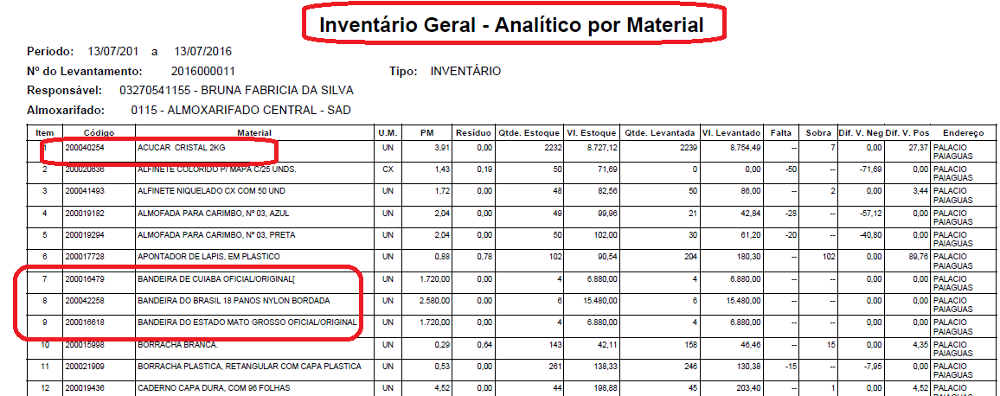 Inventário Geral - Analítico por Material
Período: 13/07/201 a 13/07/2016
Nº do Levantamento: 2016000011 Tipo: INVENTÁRIO
Responsável: 03270541155 - BRUNA FABRICIA DA SILVA
Almoxarifado: 0115 - ALMOXARIFADO CENTRAL - SAD
Item Código Material U.M. PM Resíduo Qtde. Estoque Vl. Estoque Qtde. Levantada Vl. Levantado Falta Sobra Dif. V. Neg Dif. V. Pos Endereço
1 200040254 ACUCAR CRISTAL 2KG UN 3,91 0,00 2232 8.727,12 2239 8.754,49 -- 7 0,00 27,37 PALACIO
PAIAGUAS
2 200020636 ALFINETE COLORIDO P/ MAPA C/25 UNDS. CX 1,43 0,19 50 71,69 0 0,00 -50 -- -71,69 0,00 PALACIO
PAIAGUAS
3 200041493 ALFINETE NIQUELADO CX COM 50 UND UN 1,72 0,00 48 82,56 50 86,00 -- 2 0,00 3,44 PALACIO
PAIAGUAS
4 200019182 ALMOFADA PARA CARIMBO, Nº 03, AZUL UN 2,04 0,00 49 99,96 21 42,84 -28 -- -57,12 0,00 PALACIO
PAIAGUAS
5 200019294 ALMOFADA PARA CARIMBO, Nº 03, PRETA UN 2,04 0,00 50 102,00 30 61,20 -20 -- -40,80 0,00 PALACIO
PAIAGUAS
6 200017728 APONTADOR DE LAPIS, EM PLASTICO UN 0,88 0,78 102 90,54 204 180,30 -- 102 0,00 89,76 PALACIO
PAIAGUAS
7 200016479 BANDEIRA DE CUIABA OFICIAL/ORIGINAL[ UN 1.720,00 0,00 4 6.880,00 4 6.880,00 -- -- 0,00 0,00 PALACIO
PAIAGUAS
8 200042258 BANDEIRA DO BRASIL 18 PANOS NYLON BORDADA UN 2.580,00 0,00 6 15.480,00 6 15.480,00 -- -- 0,00 0,00 PALACIO
PAIAGUAS
9 200016618 BANDEIRA DO ESTADO MATO GROSSO OFICIAL/ORIGINAL UN 1.720,00 0,00 4 6.880,00 4 6.880,00 -- -- 0,00 0,00 PALACIO
PAIAGUAS
10 200015998 BORRACHA BRANCA. UN 0,29 0,64 143 42,11 158 46,46 -- 15 0,00 4,35 PALACIO
PAIAGUAS
11 200021909 BORRACHA PLASTICA, RETANGULAR COM CAPA PLASTICA UN 0,53 0,00 261 138,33 246 130,38 -15 -- -7,95 0,00 PALACIO
PAIAGUAS
12 200019436 CADERNO CAPA DURA, COM 96 FOLHAS UN 4,52 0,00 44 198,88 45 203,40 -- 1 0,00 4,52 PALACIO